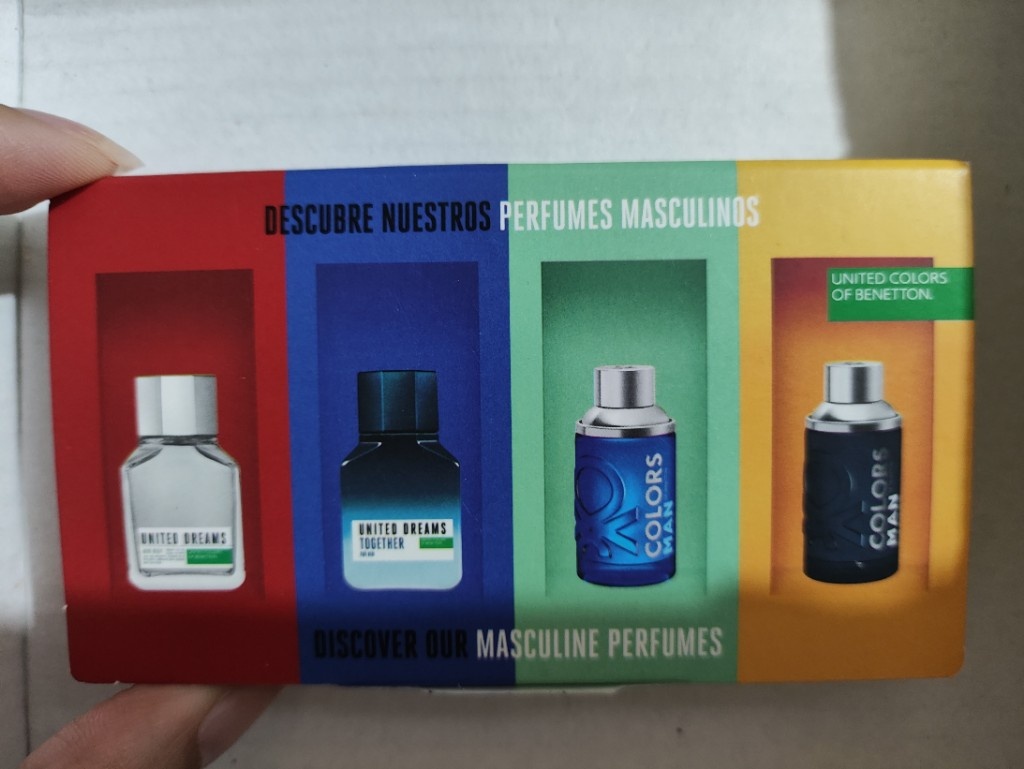 DESCUBRE NUESTROS PERFUMES MASCULINOS
UNITED COLORS
OF BENETTON.
UNITED DREAMS
UNITED DREAMS
TOGETHER
COLORS
MAN
COLORS
MAN
DISCOVER OUR MASCULINE PERFUMES